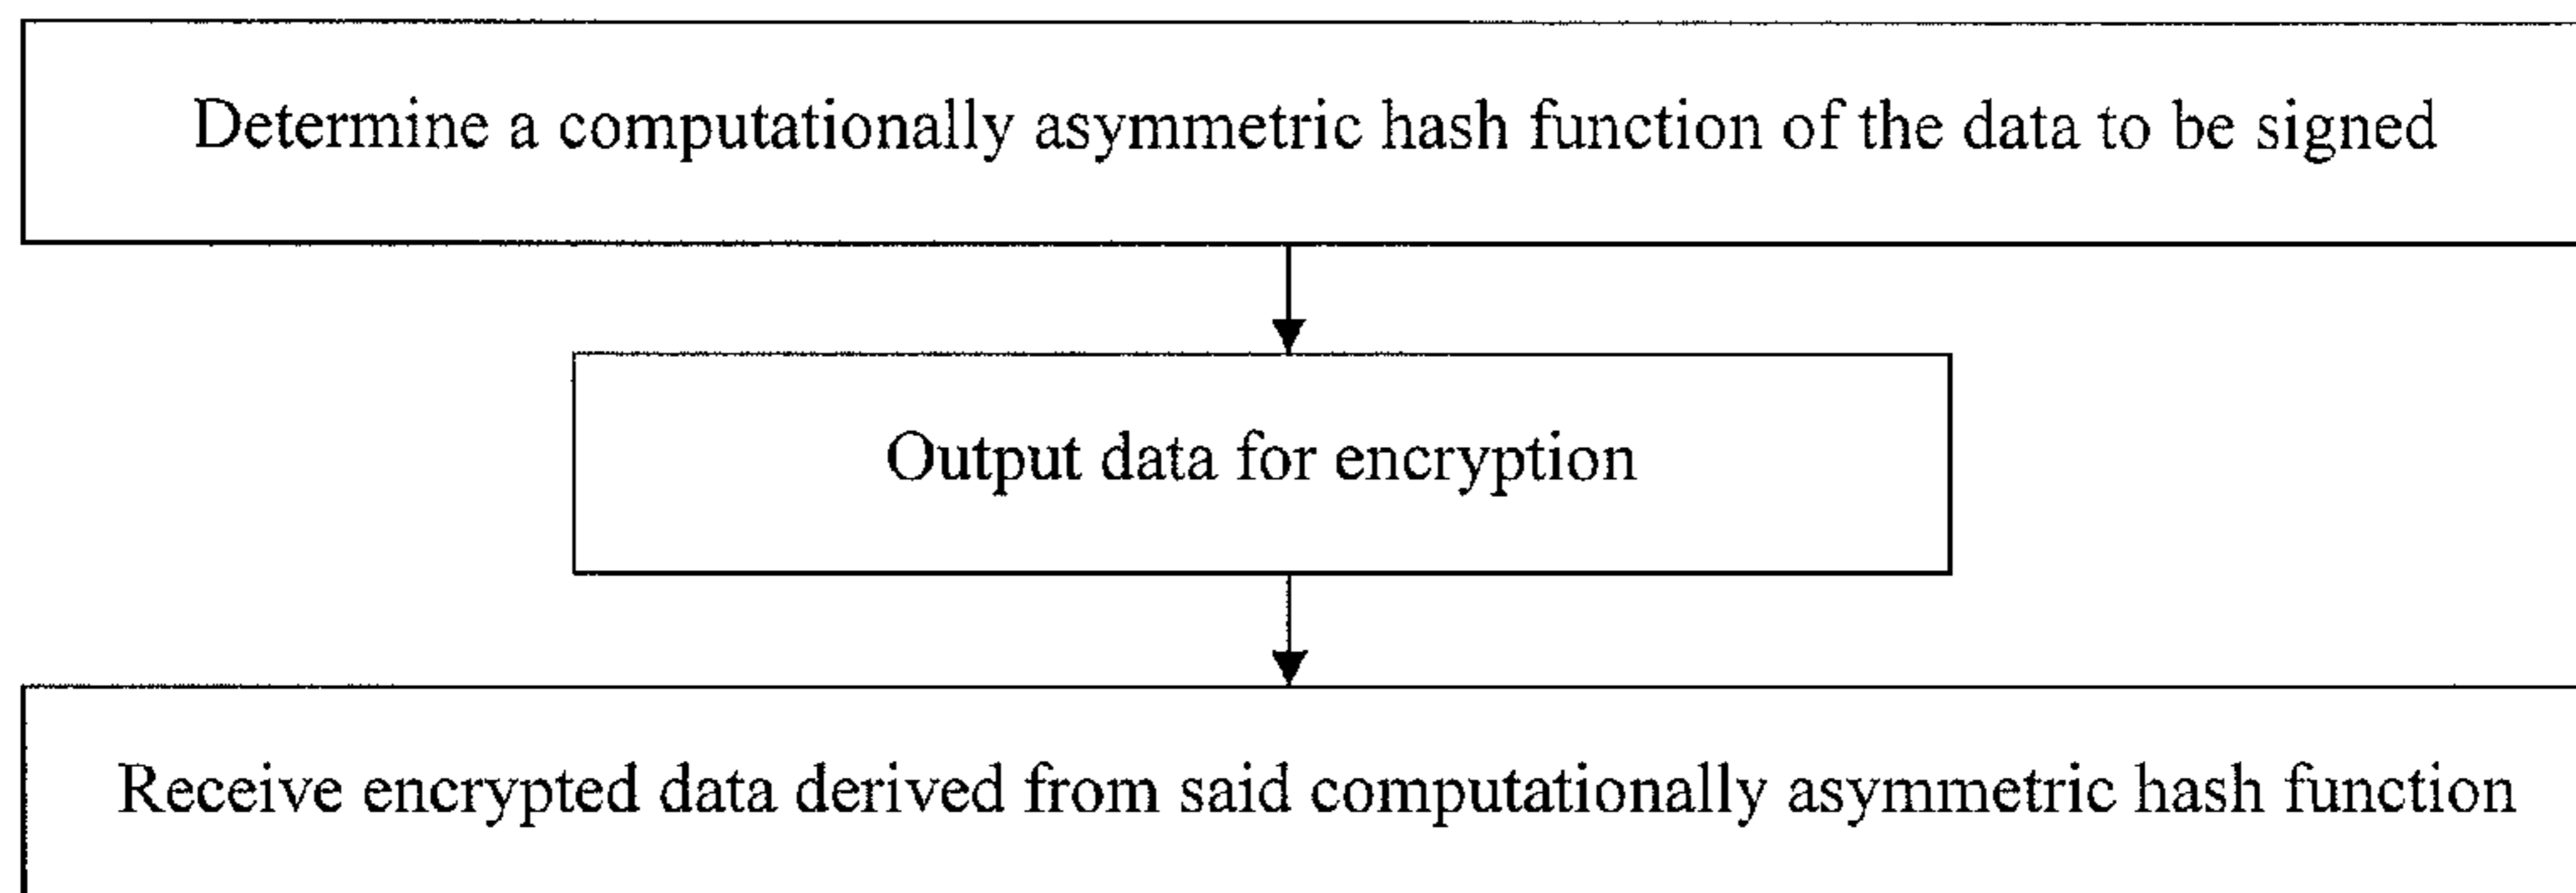 Determine a computationally asymmetric hash function of the data to be signed
Output data for encryption
Receive encrypted data derived from said computationally asymmetric hash function